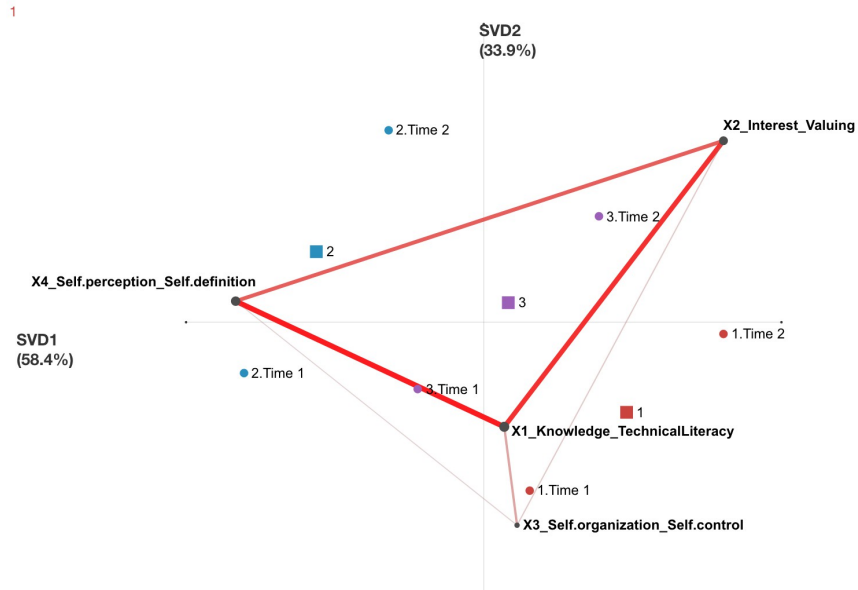 1
SVD2
(33.9%)
2.Time 2
X2_Interest_Valuing
3.Time 2
2
X4_Self.perception_Self.definition
3
SVD1
(58.4%)
1.Time 2
2.Time 1
3.Time 1
1
X1_Knowledge_TechnicalLiteracy
1.Time 1
X3_Self.organization_Self.control